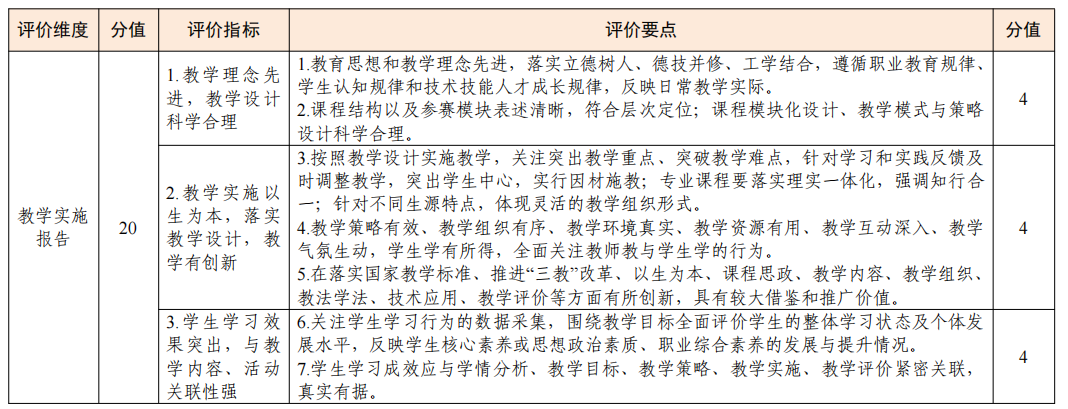 评价维度 分值 评价指标 评价要点 分值
教学实施
报告
20
1.教学理念先
进，教学设计
科学合理
1.教育思想和教学理念先进，落实立德树人、德技并修、工学结合，遵循职业教育规律、
学生认知规律和技术技能人才成长规律，反映日常教学实际。
2.课程结构以及参赛模块表述清晰，符合层次定位；课程模块化设计、教学模式与策略
设计科学合理。
4
2.教学实施以
生为本，落实
教学设计，教
学有创新
3.按照教学设计实施教学，关注突出教学重点、突破教学难点，针对学习和实践反馈及
时调整教学，突出学生中心，实行因材施教；专业课程要落实理实一体化，强调知行合
一；针对不同生源特点，体现灵活的教学组织形式。
4.教学策略有效、教学组织有序、教学环境真实、教学资源有用、教学互动深入、教学
气氛生动，学生学有所得，全面关注教师教与学生学的行为。
5.在落实国家教学标准、推进“三教”改革、以生为本、课程思政、教学内容、教学组织、
教法学法、技术应用、教学评价等方面有所创新，具有较大借鉴和推广价值。
4
3.学生学习效
果突出，与教
学内容、活动
关联性强
6.关注学生学习行为的数据采集，围绕教学目标全面评价学生的整体学习状态及个体发
展水平，反映学生核心素养或思想政治素质、职业综合素养的发展与提升情况。
7.学生学习成效应与学情分析、教学目标、教学策略、教学实施、教学评价紧密关联，
真实有据。
4